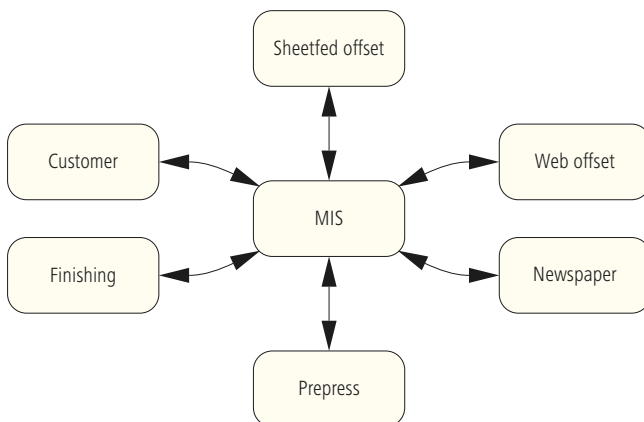 Sheetfed offset
Customer
Web offset
MIS
Finishing
Newspaper
Prepress